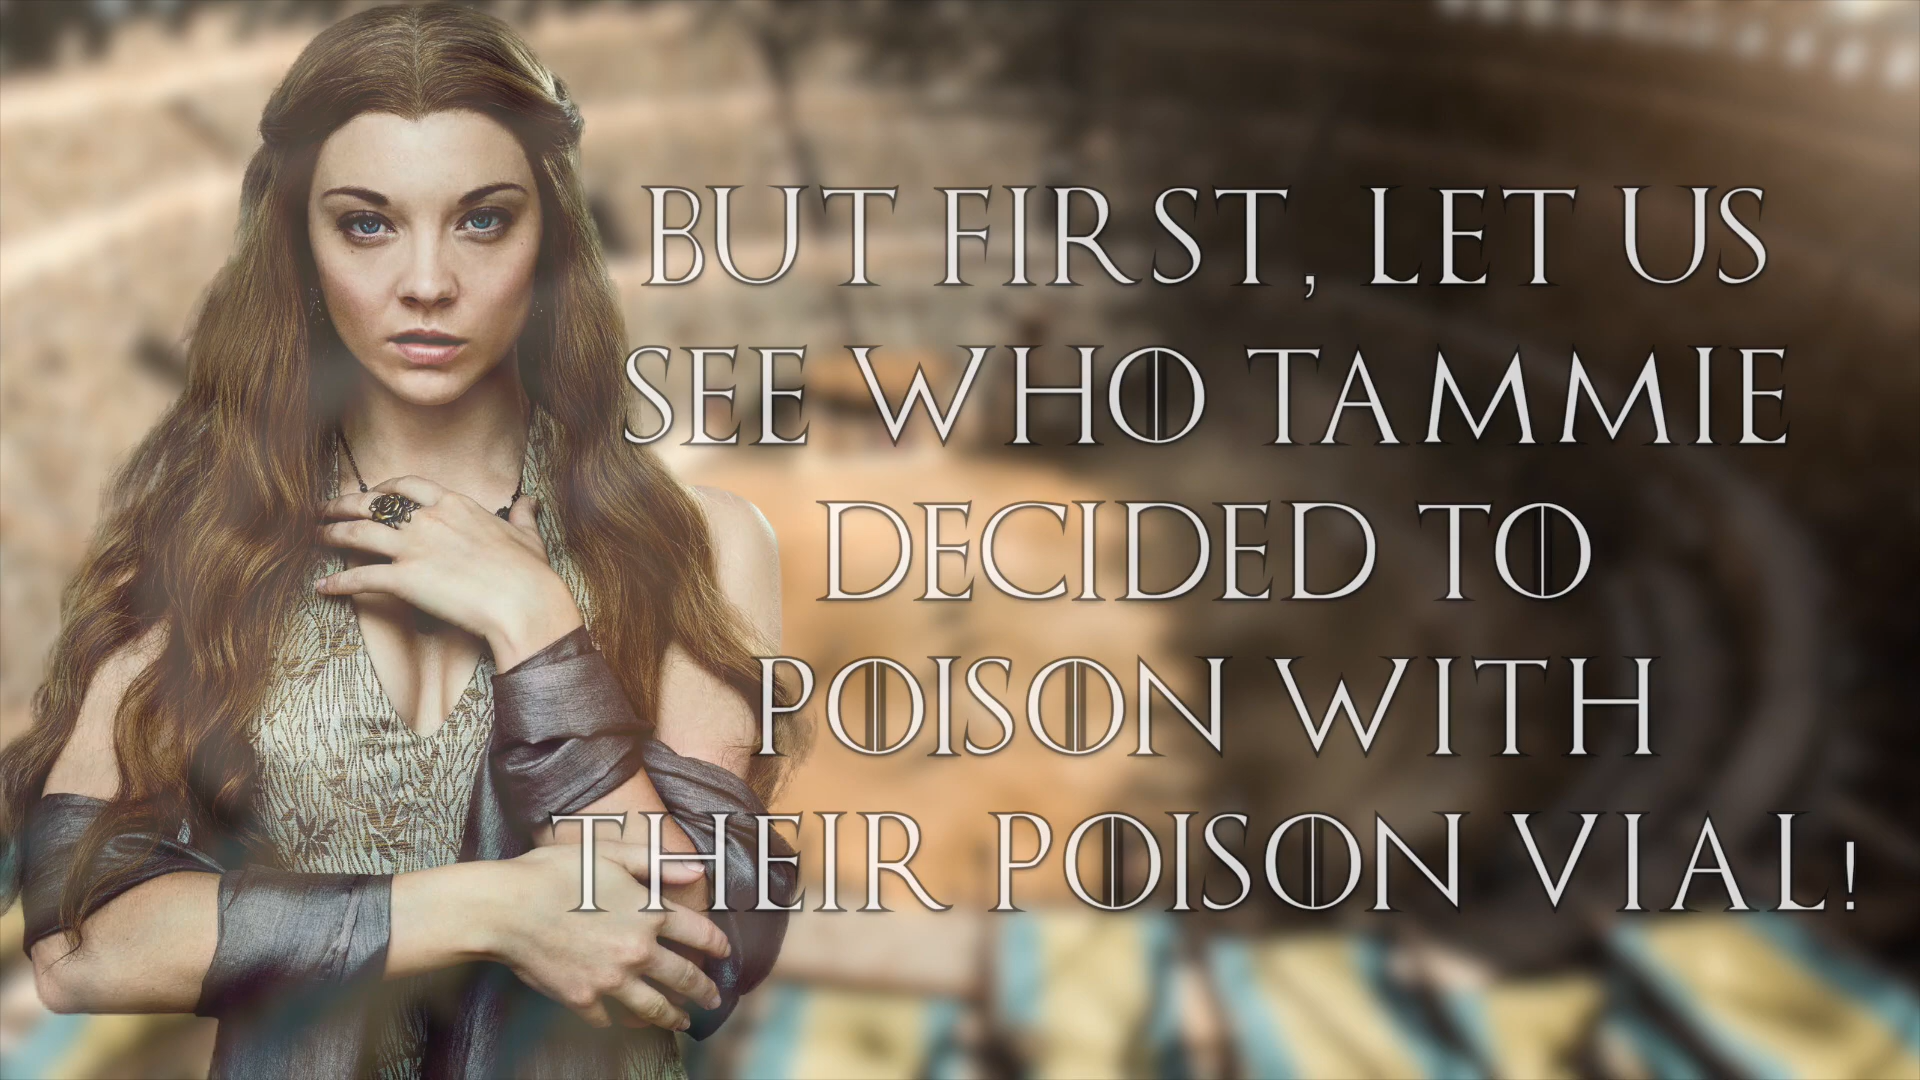 BUT FIRST, LET US
SEE WHO TAMMIE
DECIDED TO
POISON WITH
THEIR POISON VIAL!